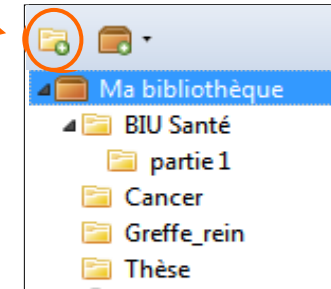 Ma bibliothèque
BIU Santé
partie 1
Cancer
Greffe_rein
Thèse